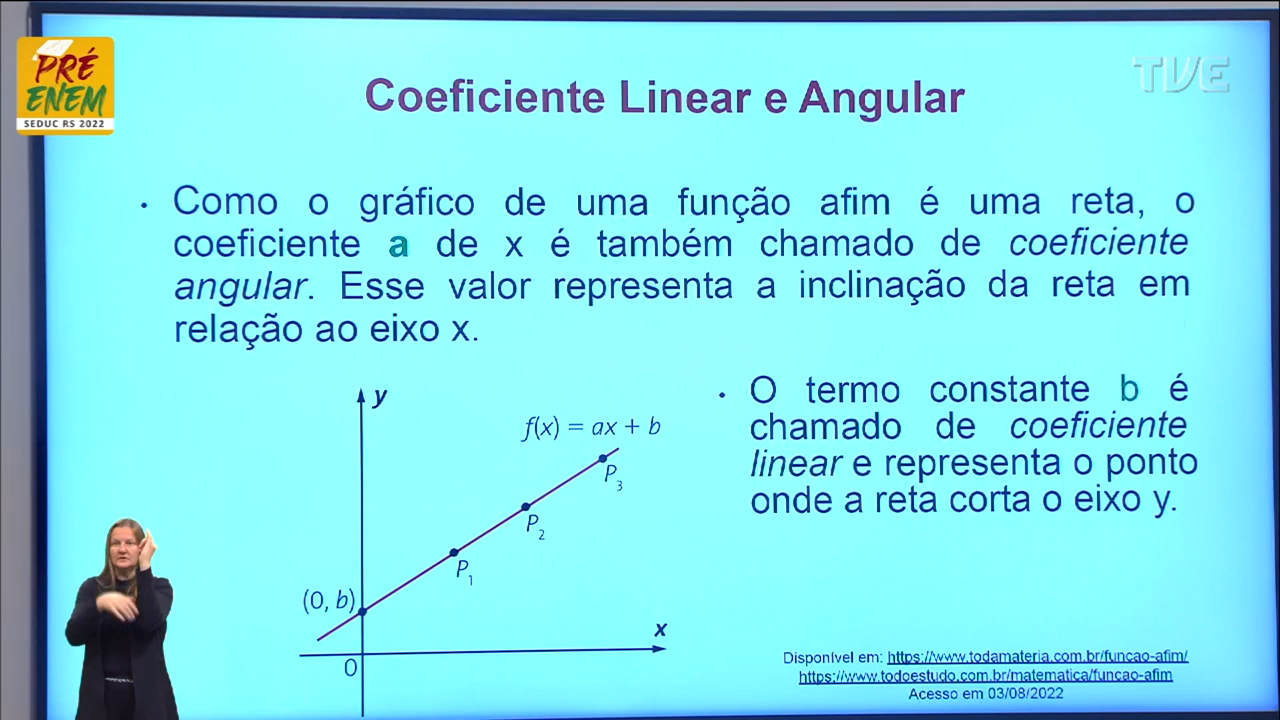 PRÉ
ENEM
SEDUC RS 2022
TVE
Coeficiente Linear e Angular
• Como o gráfico de uma função afim é uma reta, o
coeficiente a de x é também chamado de coeficiente
angular. Esse valor representa a inclinação da reta em
relação ao eixo x.
y
f(x) = ax + b
P3
P2
P1
(0, b)
x
0
• O termo constante b é
chamado de coeficiente
linear e representa o ponto
onde a reta corta o eixo y.
Disponível em: https://www.todamateria.com.br/funcao-afim/
https://www.todoestudo.com.br/matematica/funcao-afim
Acesso em 03/08/2022